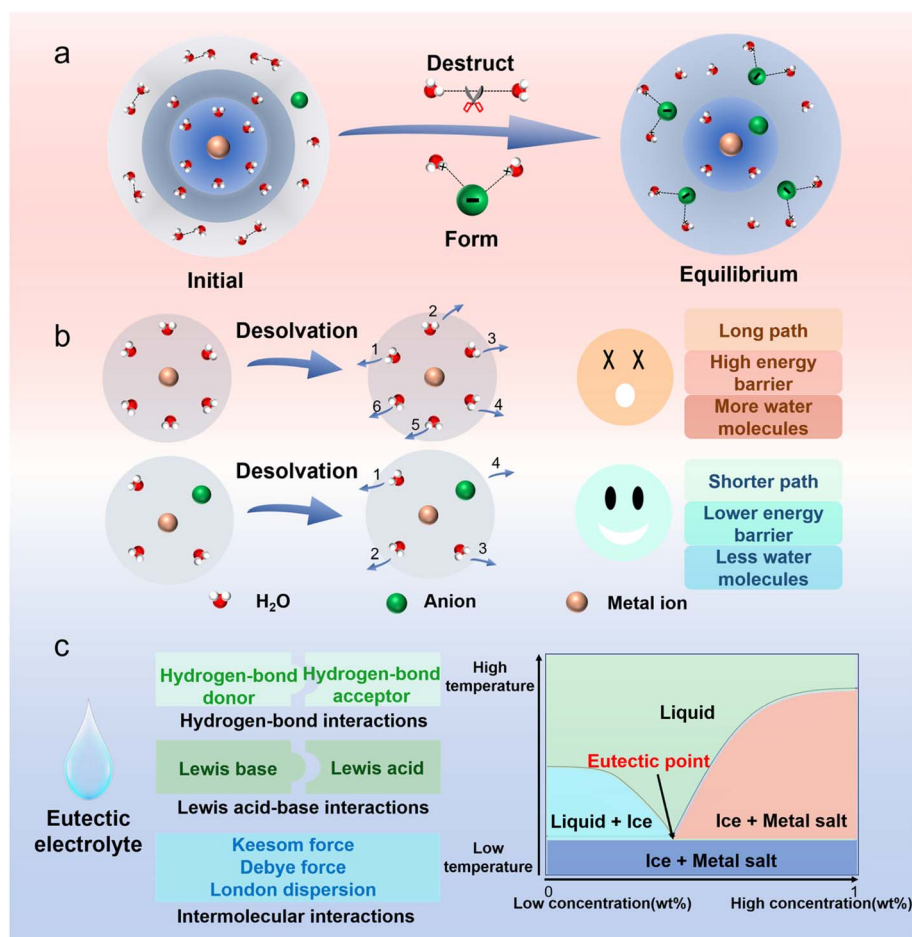 a
Destruct
Form
Initial
Equilibrium
b
Desolvation
1
2
3
4
5
6
X X
Long path
High energy
barrier
More water
molecules
Desolvation
1
2
3
4
Shorter path
Lower energy
barrier
Less water
molecules
H₂O
Anion
Metal ion
c
Eutectic
electrolyte
Hydrogen-bond
donor
Hydrogen-bond
acceptor
Hydrogen-bond interactions
Lewis base
Lewis acid
Lewis acid-base interactions
Keesom force
Debye force
London dispersion
Intermolecular interactions
High
temperature
Low
temperature
Liquid
Eutectic point
Liquid + Ice
Ice + Metal salt
Ice + Metal salt
0
1
Low concentration(wt%)
High concentration(wt%)